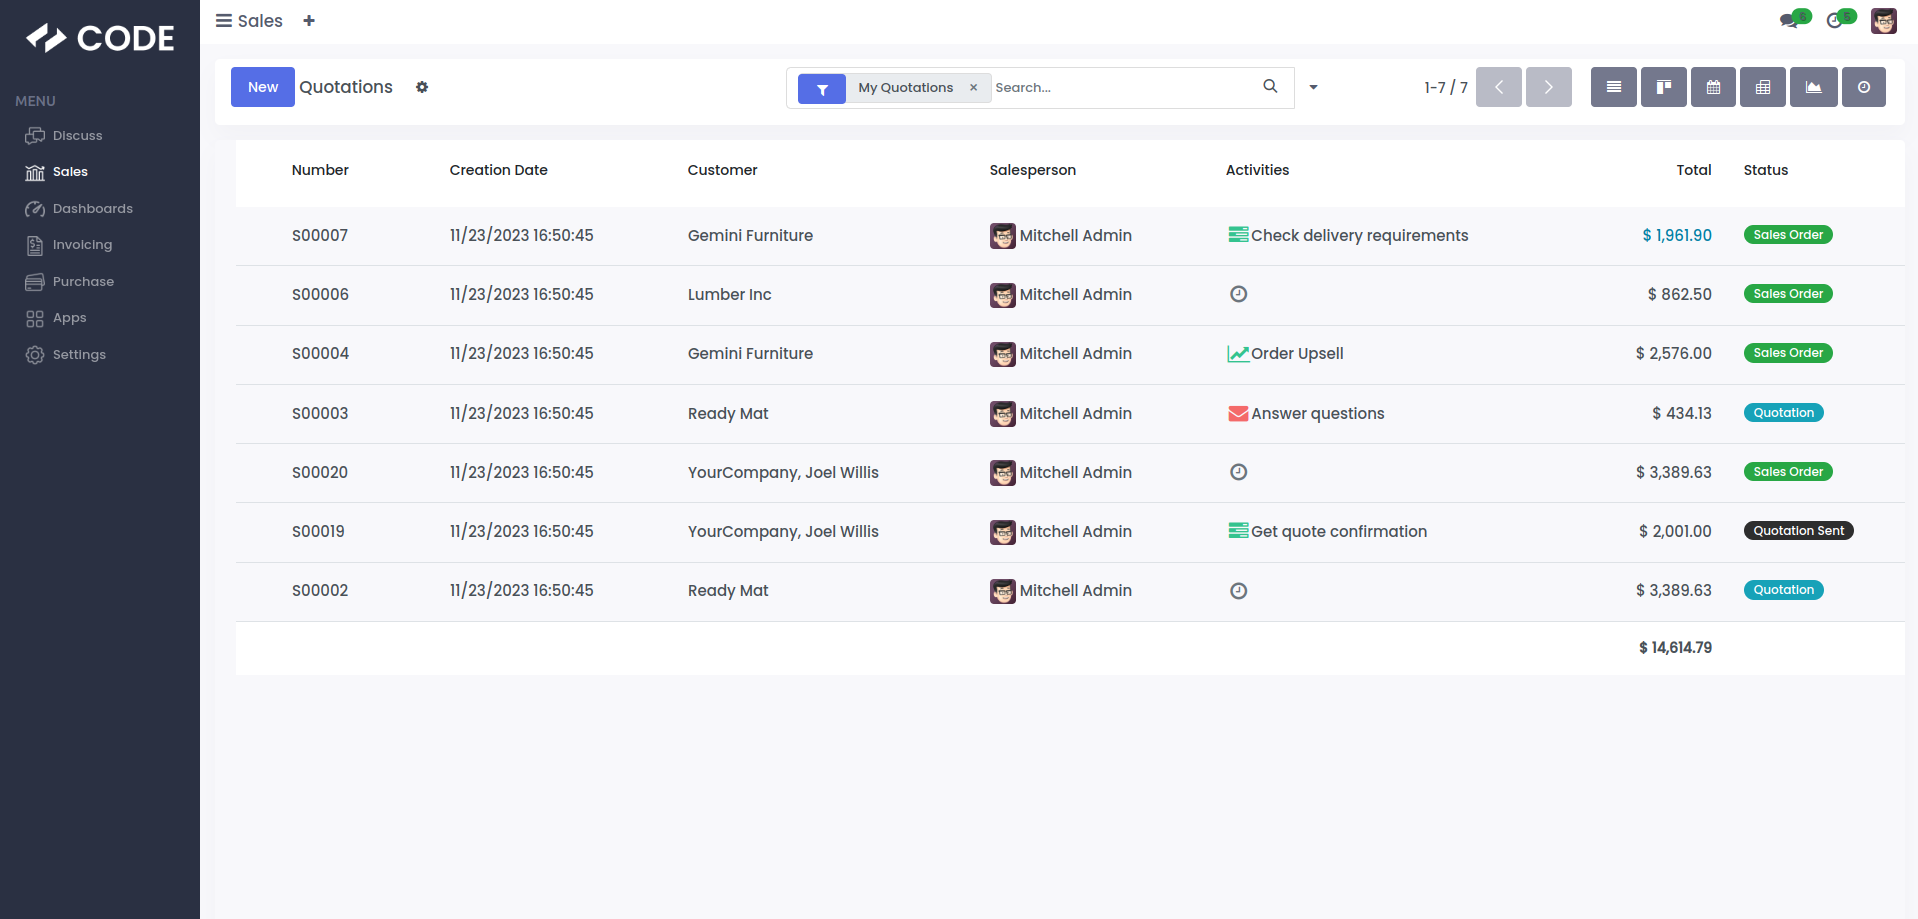 CODE
Sales +
6
5
MENU
Discuss
Sales
Dashboards
Invoicing
Purchase
Apps
Settings
New Quotations
My Quotations × Search...
1-7 / 7
Number Creation Date Customer Salesperson Activities Total Status
S00007 11/23/2023 16:50:45 Gemini Furniture Mitchell Admin Check delivery requirements $ 1,961.90 Sales Order
S00006 11/23/2023 16:50:45 Lumber Inc Mitchell Admin $ 862.50 Sales Order
S00004 11/23/2023 16:50:45 Gemini Furniture Mitchell Admin Order Upsell $ 2,576.00 Sales Order
S00003 11/23/2023 16:50:45 Ready Mat Mitchell Admin Answer questions $ 434.13 Quotation
S00020 11/23/2023 16:50:45 YourCompany, Joel Willis Mitchell Admin $ 3,389.63 Sales Order
S00019 11/23/2023 16:50:45 YourCompany, Joel Willis Mitchell Admin Get quote confirmation $ 2,001.00 Quotation Sent
S00002 11/23/2023 16:50:45 Ready Mat Mitchell Admin $ 3,389.63 Quotation
$ 14,614.79